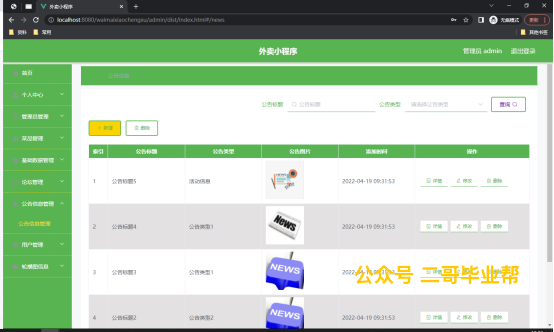 外卖小程序
localhost:8080/waimaixiaochengxu/admin/dist/index.html#/news
无痕模式
更新
资料
常用
其他书签
外卖小程序
管理员 admin
退出登录
首页
个人中心
管理员管理
基础数据管理
论坛管理
公告信息管理
公告信息管理
用户管理
轮播图信息
公告标题
公告标题
公告类型
请选择公告类型
查询
新增
删除
索引 公告标题 公告类型 公告图片 添加时间 操作
1 公告标题5 活动信息 2022-04-19 09:31:53 详情 修改 删除
2 公告标题4 公告类型1 NEWS 2022-04-19 09:31:53 详情 修改 删除
3 公告标题3 公告类型1 NEWS 2022-04-19 09:31:53 详情 修改 删除
4 公告标题2 公告类型2 NEWS 2022-04-19 09:31:53 详情 修改 删除
公众号 二哥毕业帮